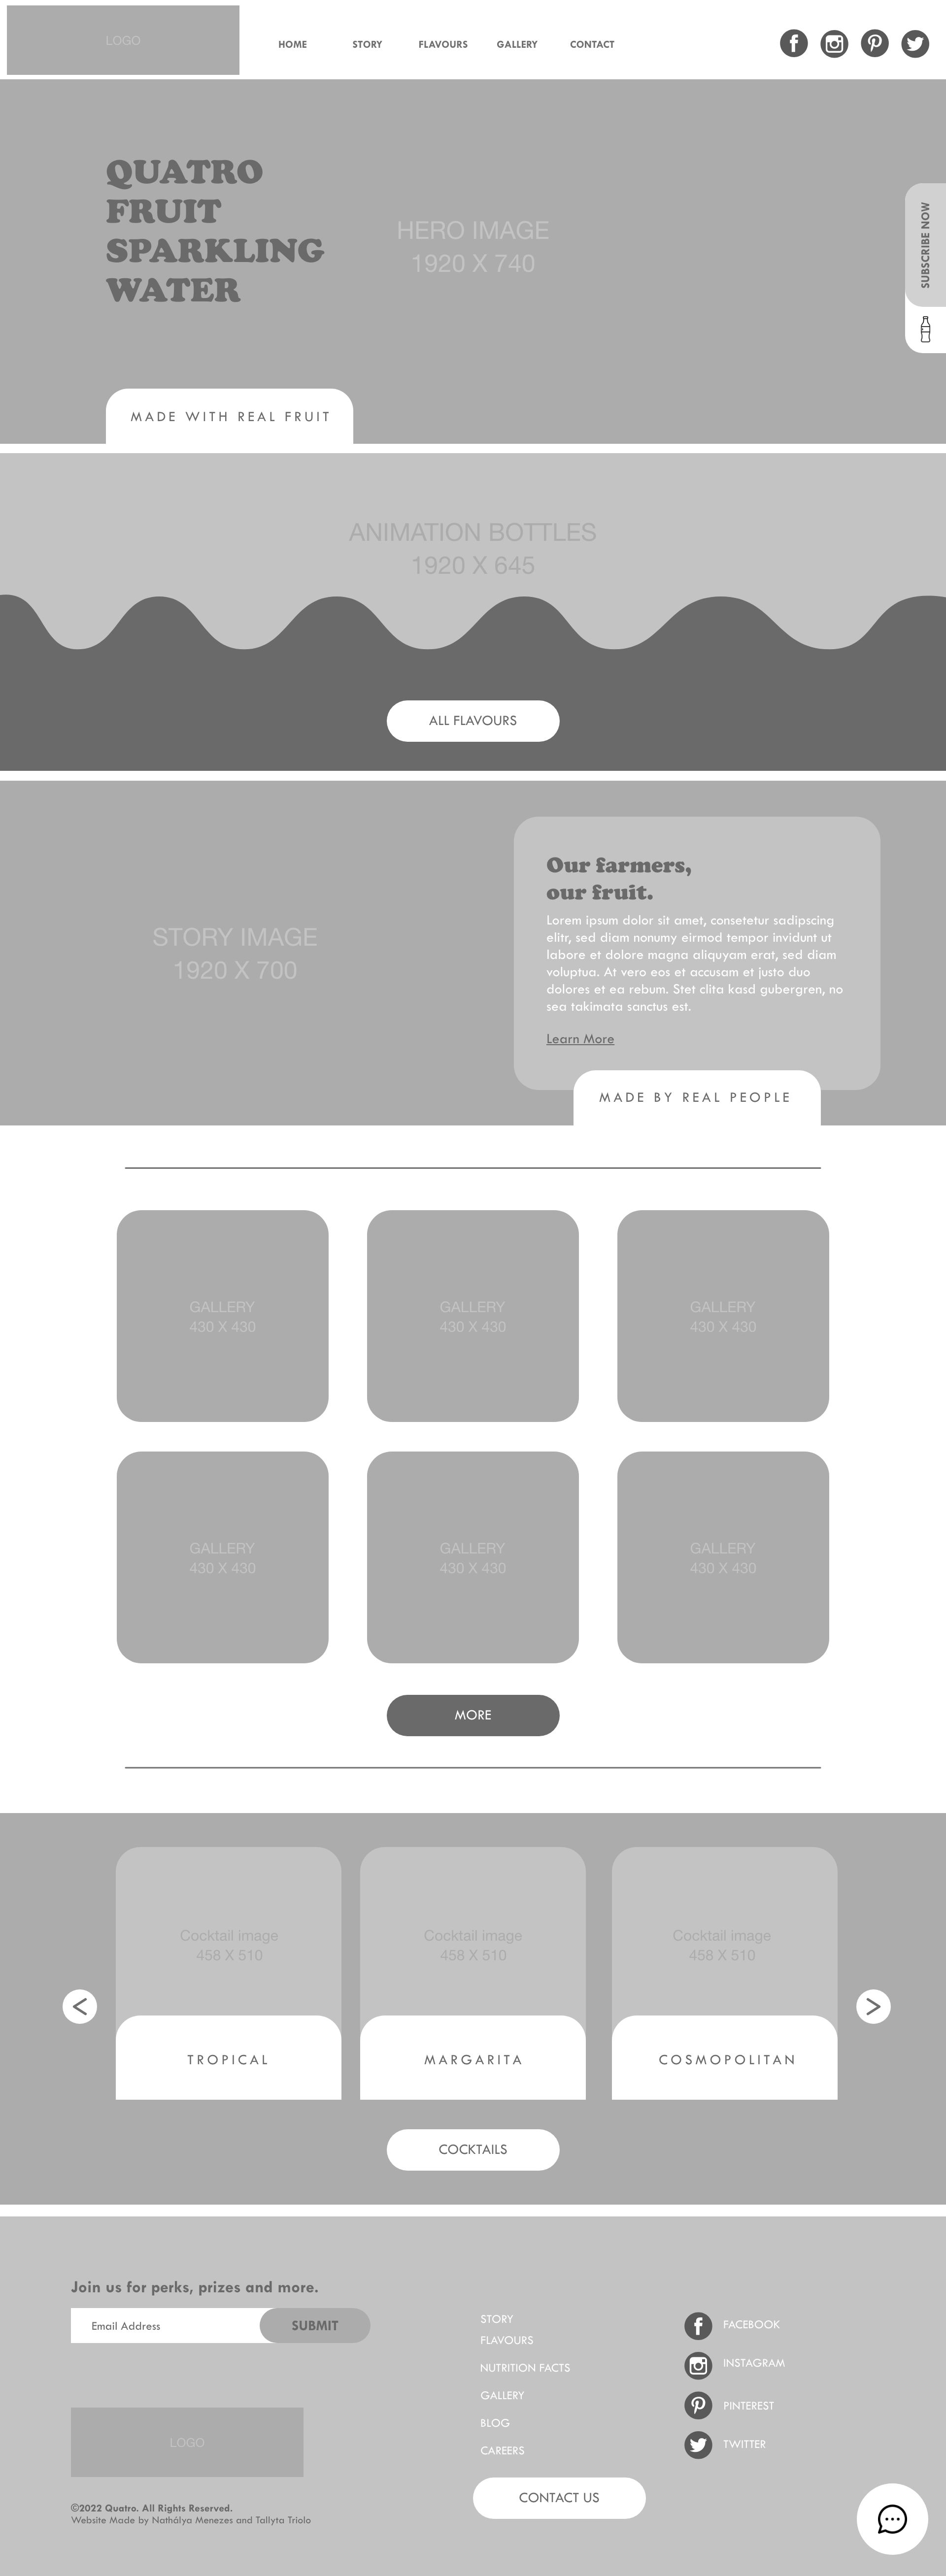 LOGO
HOME
STORY
FLAVOURS
GALLERY
CONTACT
QUATRO
FRUIT
SPARKLING
WATER
HERO IMAGE
1920 X 740
SUBSCRIBE NOW
MADE WITH REAL FRUIT
ANIMATION BOTTLES
1920 X 645
ALL FLAVOURS
STORY IMAGE
1920 X 700
Our farmers,
our fruit.
Lorem ipsum dolor sit amet, consetetur sadipscing
elitr, sed diam nonumy eirmod tempor invidunt ut
labore et dolore magna aliquyam erat, sed diam
voluptua. At vero eos et accusam et justo duo
dolores et ea rebum. Stet clita kasd gubergren, no
sea takimata sanctus est.
Learn More
MADE BY REAL PEOPLE
GALLERY
430 X 430
GALLERY
430 X 430
GALLERY
430 X 430
GALLERY
430 X 430
GALLERY
430 X 430
GALLERY
430 X 430
MORE
Cocktail image
458 X 510
Cocktail image
458 X 510
Cocktail image
458 X 510
<
>
TROPICAL
MARGARITA
COSMOPOLITAN
COCKTAILS
Join us for perks, prizes and more.
Email Address
SUBMIT
LOGO
©2022 Quatro. All Rights Reserved.
Website Made by Nathálya Menezes and Tallyta Triolo
STORY
FLAVOURS
NUTRITION FACTS
GALLERY
BLOG
CAREERS
CONTACT US
FACEBOOK
INSTAGRAM
PINTEREST
TWITTER